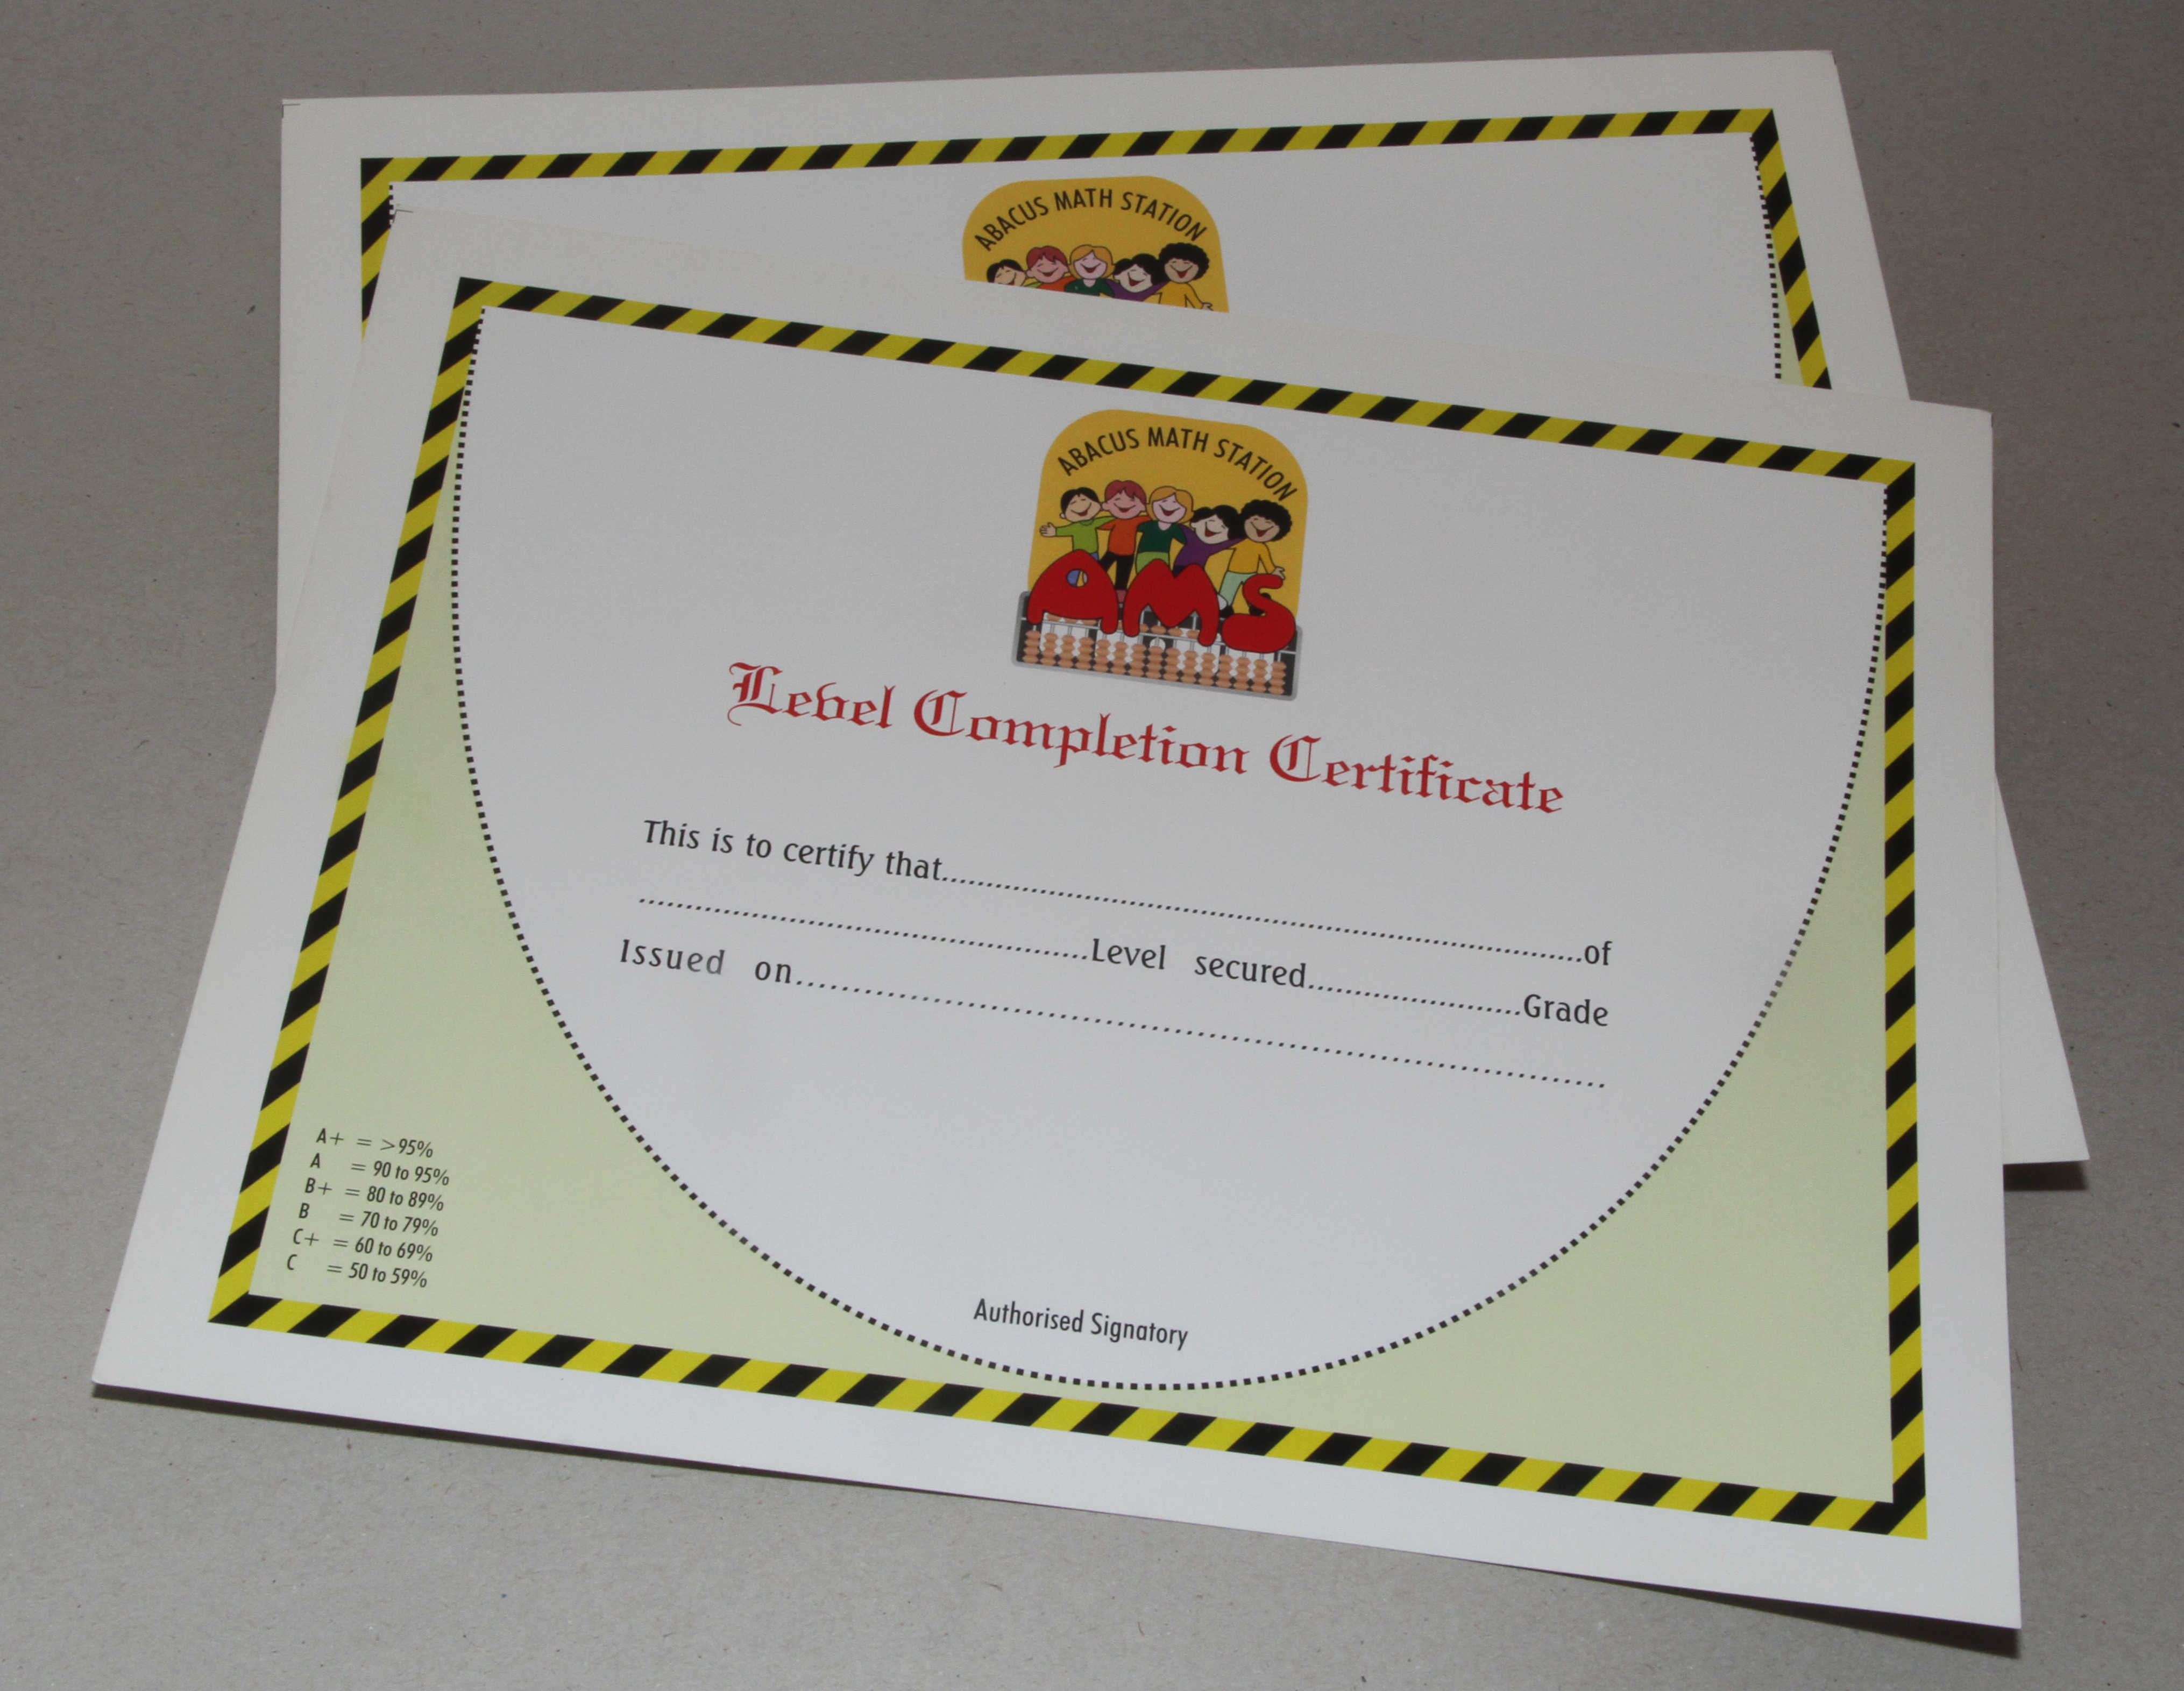 ABACUS MATH STATION
ABACUS MATH STATION
AMS
Level Completion Certificate
This is to certify that..........................................................................of
....................................................Level secured........................Grade
Issued on........................................................................
A+ = >95%
A = 90 to 95%
B+ = 80 to 89%
B = 70 to 79%
C+ = 60 to 69%
C = 50 to 59%
Authorised Signatory